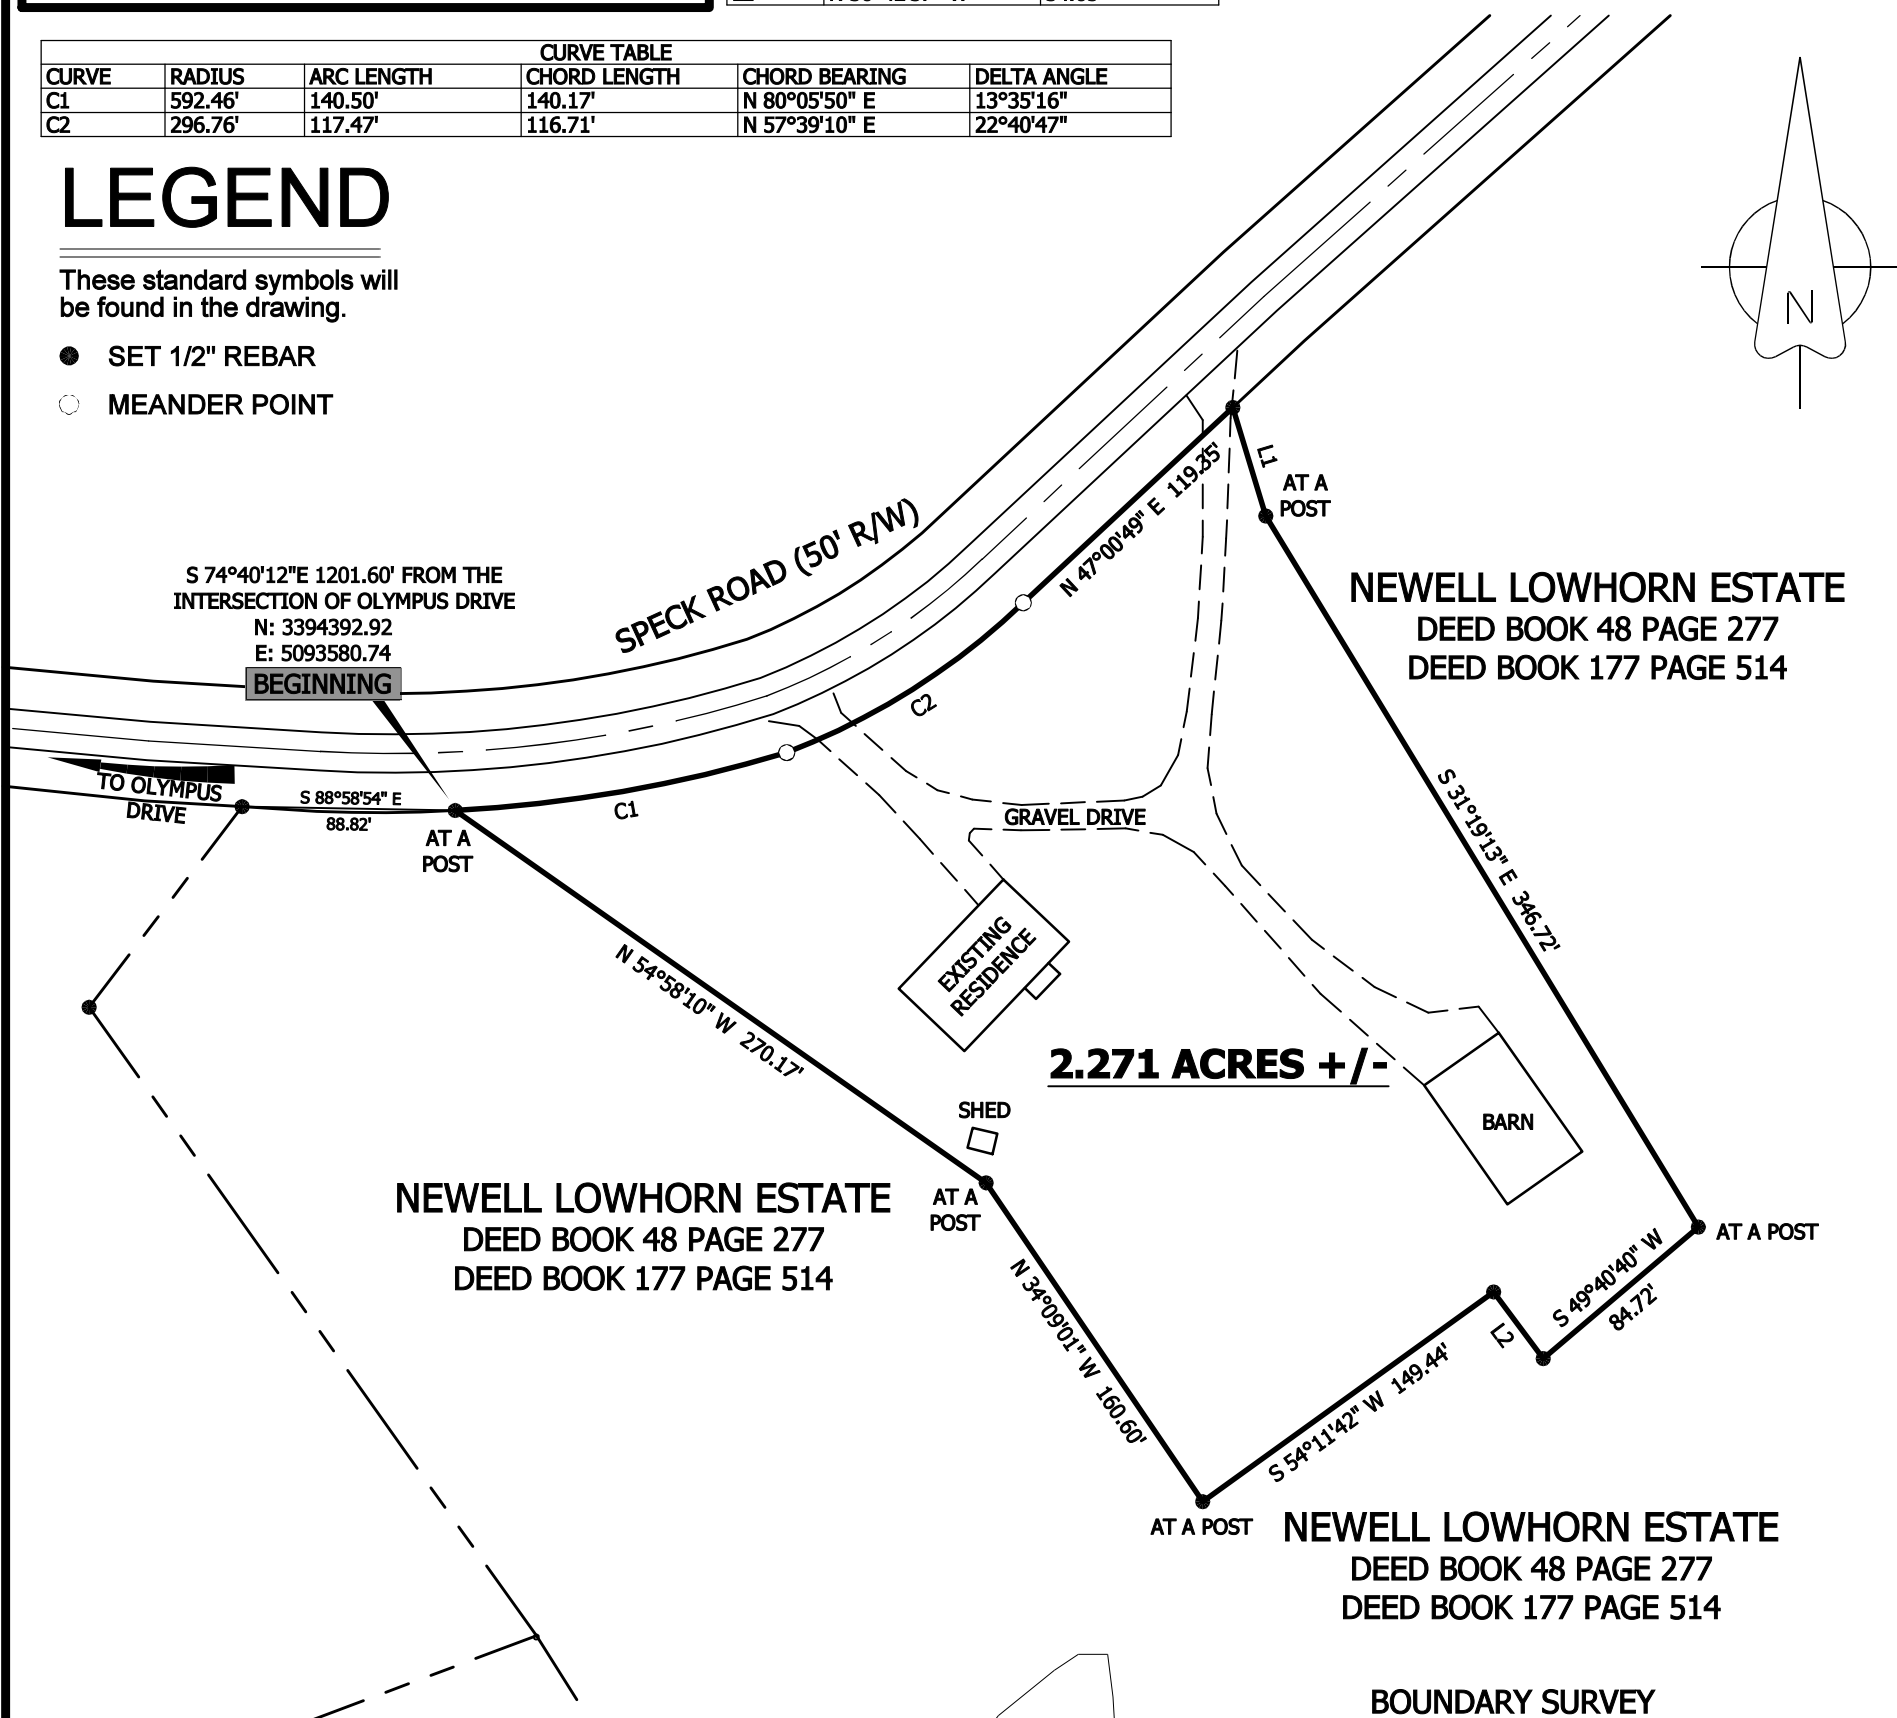 CURVE TABLE
CURVE RADIUS ARC LENGTH CHORD LENGTH CHORD BEARING DELTA ANGLE
C1 592.46' 140.50' 140.17' N 80°05'50" E 13°35'16"
C2 296.76' 117.47' 116.71' N 57°39'10" E 22°40'47"
LEGEND
These standard symbols will
be found in the drawing.
SET 1/2" REBAR
MEANDER POINT
N
SPECK ROAD (50' R/W)
N 47°00'49" E 119.35'
L1
AT A
POST
S 74°40'12"E 1201.60' FROM THE
INTERSECTION OF OLYMPUS DRIVE
N: 3394392.92
E: 5093580.74
BEGINNING
NEWELL LOWHORN ESTATE
DEED BOOK 48 PAGE 277
DEED BOOK 177 PAGE 514
TO OLYMPUS
DRIVE
S 88°58'54" E
88.82'
AT A
POST
C1
C2
GRAVEL DRIVE
S 31°19'13" E 346.72'
EXISTING
RESIDENCE
N 54°58'10" W 270.17'
2.271 ACRES +/-
SHED
BARN
AT A
POST
NEWELL LOWHORN ESTATE
DEED BOOK 48 PAGE 277
DEED BOOK 177 PAGE 514
AT A POST
S 49°40'40" W
84.72'
L2
N 34°09'01" W 160.60'
S 54°11'42" W 149.44'
AT A POST
NEWELL LOWHORN ESTATE
DEED BOOK 48 PAGE 277
DEED BOOK 177 PAGE 514
BOUNDARY SURVEY